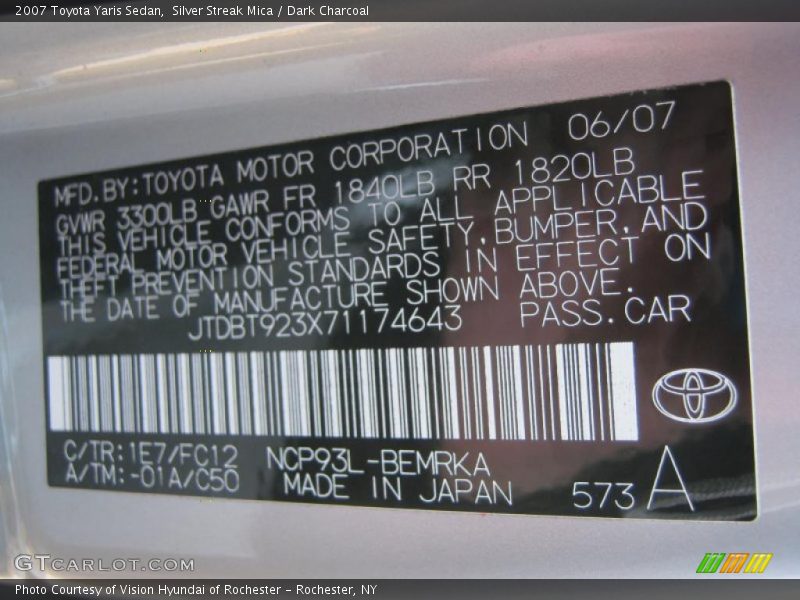 2007 Toyota Yaris Sedan, Silver Streak Mica / Dark Charcoal
MFD.BY:TOYOTA MOTOR CORPORATION 06/07
GVWR 3300LB GAWR FR 1840LB RR 1820LB
THIS VEHICLE CONFORMS TO ALL APPLICABLE
FEDERAL MOTOR VEHICLE SAFETY,BUMPER,AND
THEFT PREVENTION STANDARDS IN EFFECT ON
THE DATE OF MANUFACTURE SHOWN ABOVE.
JTDBT923X71174643 PASS.CAR
C/TR:1E7/FC12 NCP93L-BEMRKA
A/TM:-01A/C50 MADE IN JAPAN 573 A
GTCARLOT.COM
Photo Courtesy of Vision Hyundai of Rochester - Rochester, NY